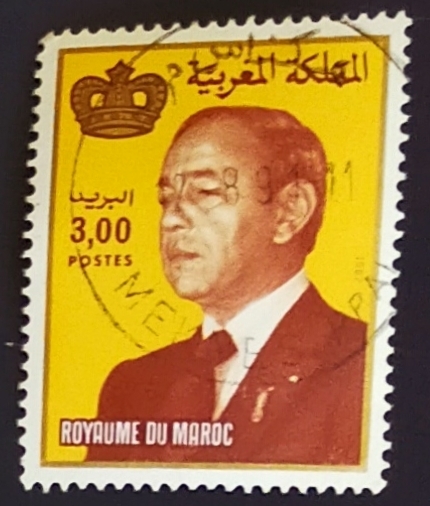 المملكة المغربية
البريد
3,00
POSTES
ROYAUME DU MAROC